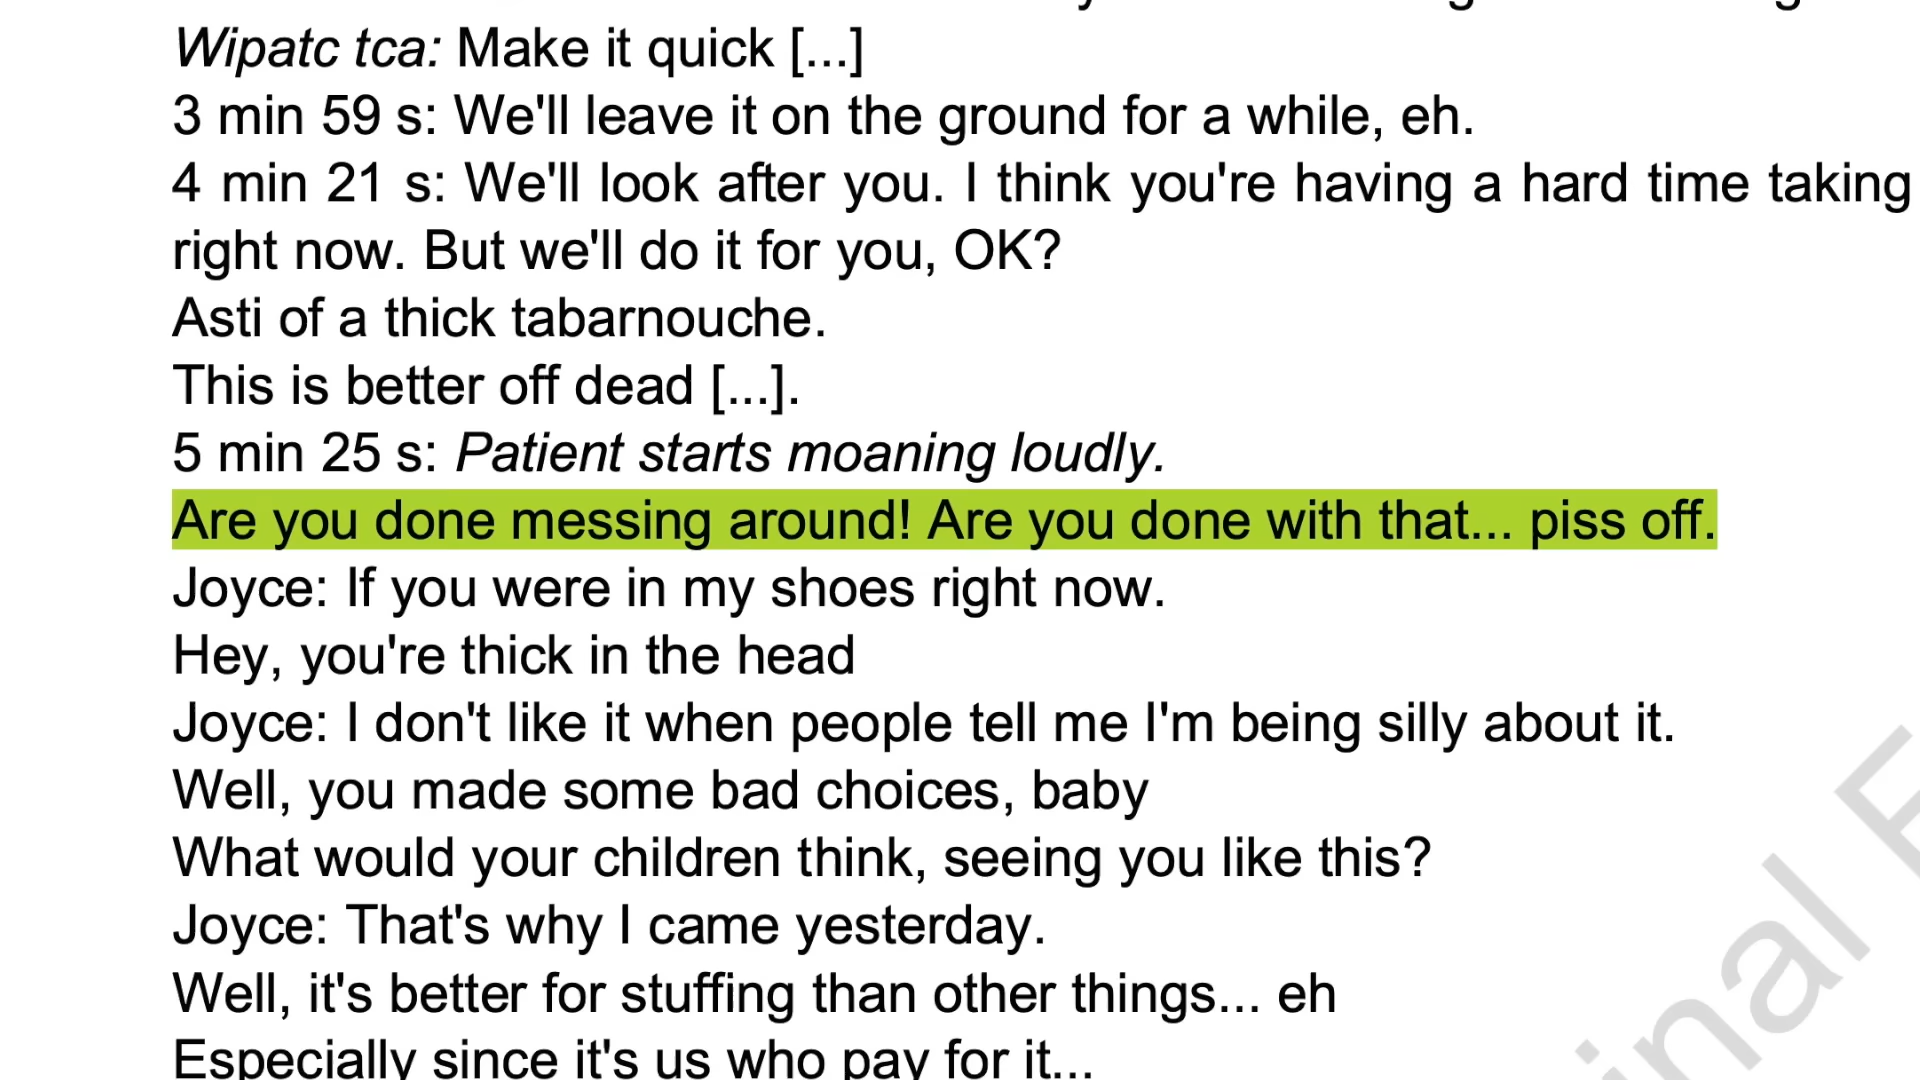 Wipatc tca: Make it quick [...]
3 min 59 s: We'll leave it on the ground for a while, eh.
4 min 21 s: We'll look after you. I think you're having a hard time taking
right now. But we'll do it for you, OK?
Asti of a thick tabarnouche.
This is better off dead [...].
5 min 25 s: Patient starts moaning loudly.
Are you done messing around! Are you done with that... piss off.
Joyce: If you were in my shoes right now.
Hey, you're thick in the head
Joyce: I don't like it when people tell me I'm being silly about it.
Well, you made some bad choices, baby
What would your children think, seeing you like this?
Joyce: That's why I came yesterday.
Well, it's better for stuffing than other things... eh
Especially since it's us who pay for it...
inal